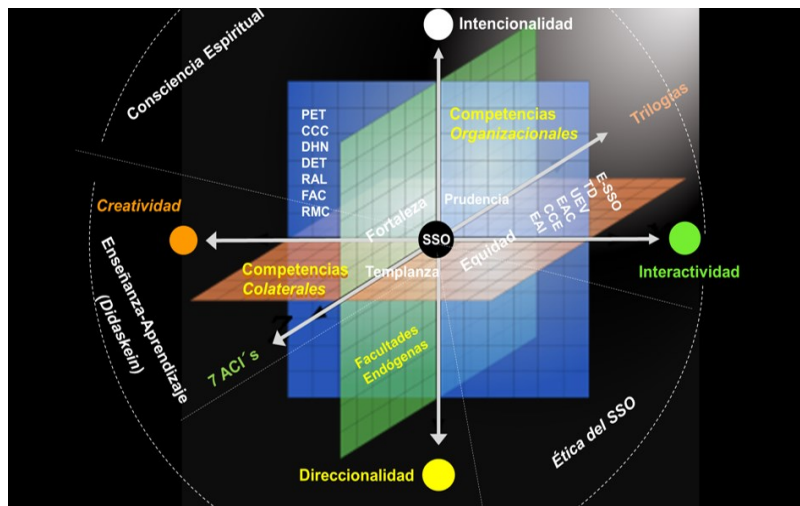 Consciencia Espiritual
Intencionalidad
Trilogías
Competencias
Organizacionales
PET
CCC
DHN
DET
RAL
FAC
RMC
Creatividad
Fortaleza
Prudencia
SSO
Equidad
Templanza
E-SSO
TD
UEV
EAC
CCE
EAI
Interactividad
Competencias
Colaterales
Enseñanza-Aprendizaje
(Didaskein)
7 ACI´s
Facultades
Endógenas
Ética del SSO
Direccionalidad